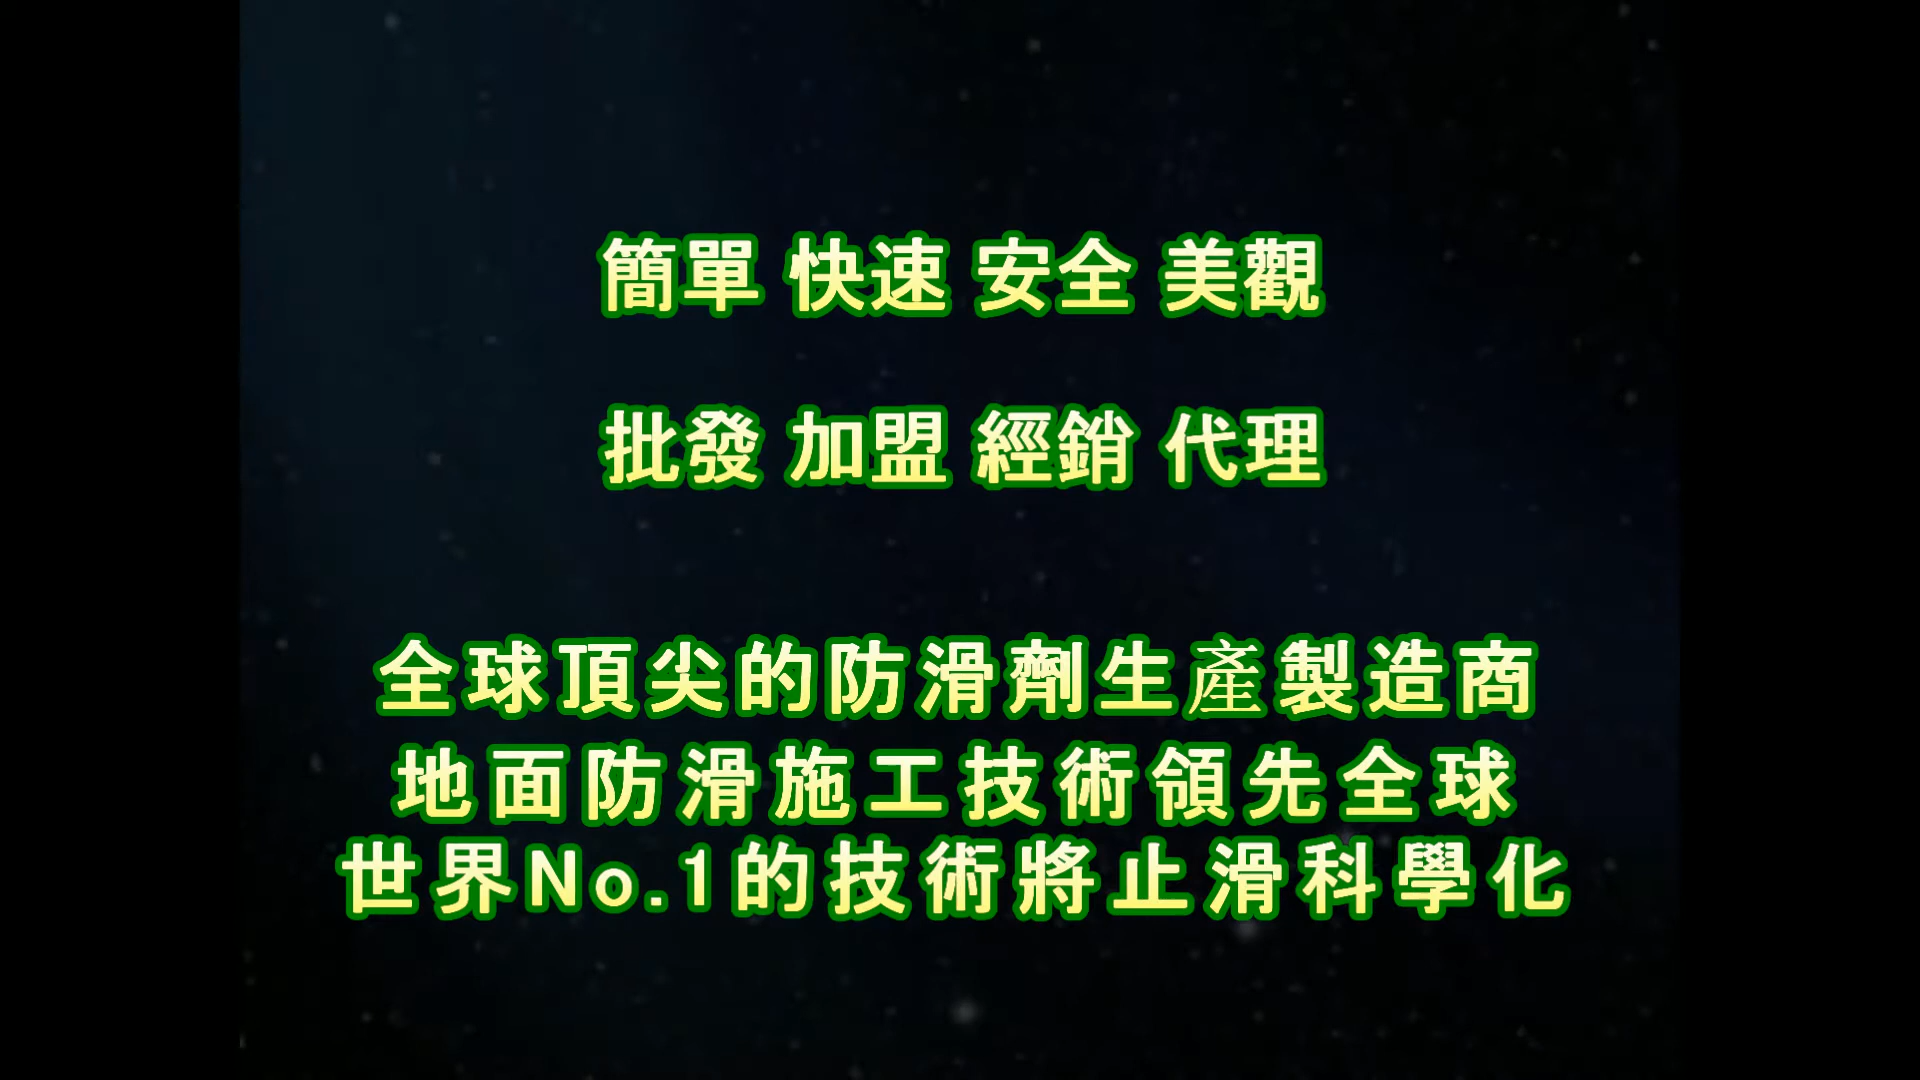 簡單 快速 安全 美觀
批發 加盟 經銷 代理
全球頂尖的防滑劑生產製造商
地面防滑施工技術領先全球
世界No.1的技術將止滑科學化